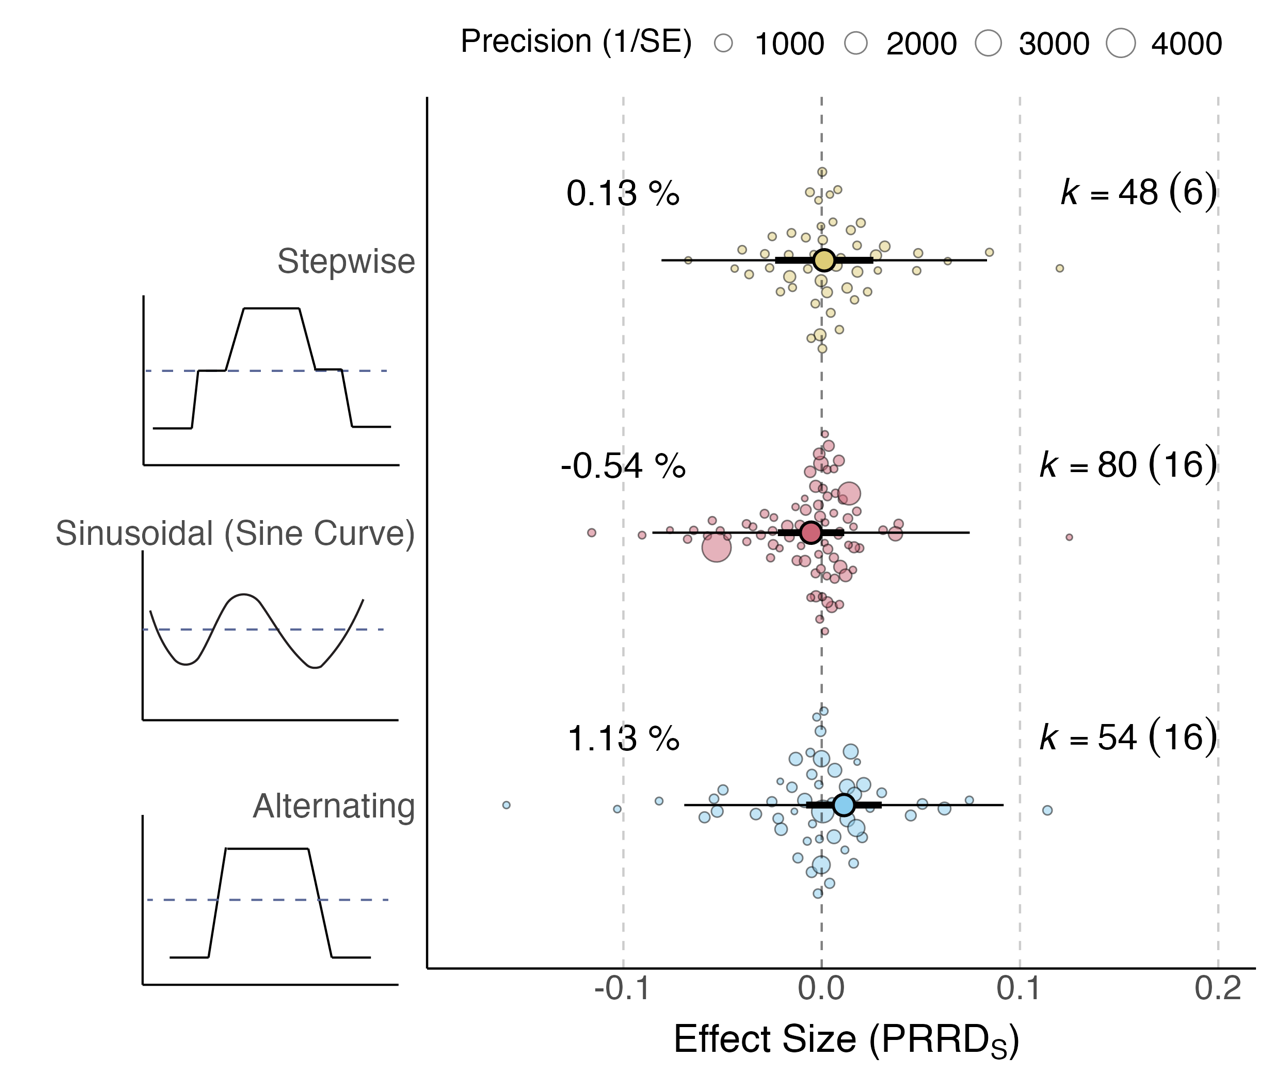 Precision (1/SE) 1000 2000 3000 4000
0.13 % k = 48 (6)
Stepwise
-0.54 % k = 80 (16)
Sinusoidal (Sine Curve)
1.13 % k = 54 (16)
Alternating
-0.1 0.0 0.1 0.2
Effect Size (PRRDS)